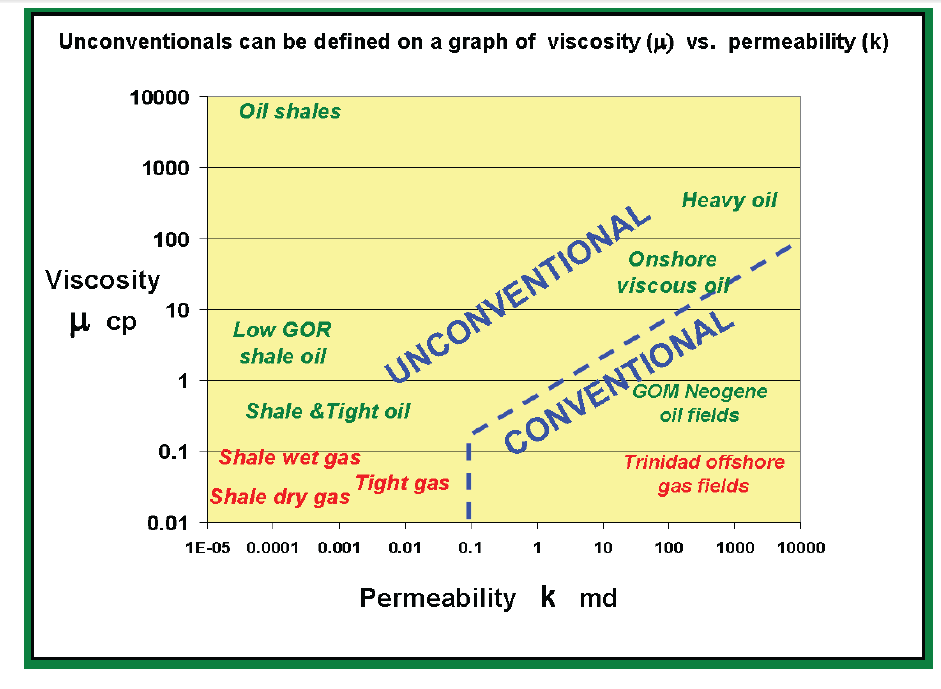 Unconventionals can be defined on a graph of viscosity (μ) vs. permeability (k)
10000
1000
100
10
1
0.1
0.01
Viscosity
μ cp
Oil shales
Heavy oil
UNCONVENTIONAL
Onshore
viscous oil
Low GOR
shale oil
CONVENTIONAL
Shale &Tight oil
GOM Neogene
oil fields
Shale wet gas
Tight gas
Shale dry gas
Trinidad offshore
gas fields
1E-05 0.0001 0.001 0.01 0.1 1 10 100 1000 10000
Permeability k md